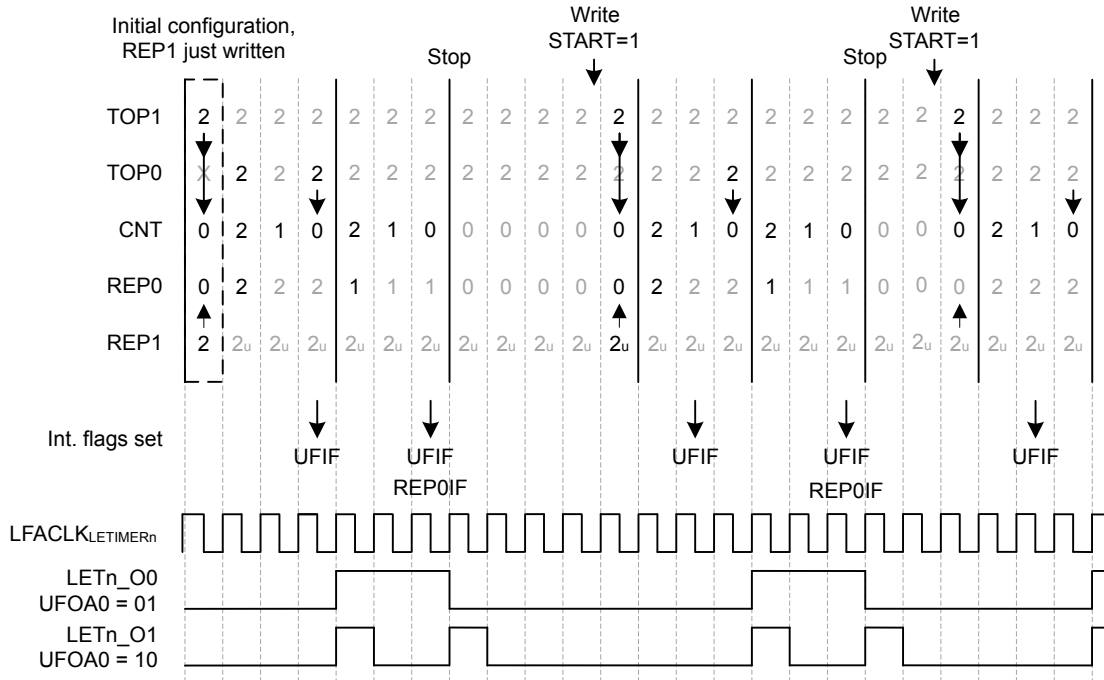 Initial configuration,
REP1 just written
Stop
Write
START=1
Stop
Write
START=1
TOP1 2 2 2 2 2 2 2 2 2 2 2 2 2 2 2 2 2 2 2 2 2 2 2 2
TOP0 X 2 2 2 2 2 2 2 2 2 2 2 2 2 2 2 2 2 2 2 2 2 2 2
CNT 0 2 1 0 2 1 0 0 0 0 0 0 2 1 0 2 1 0 0 0 0 2 1 0
REP0 0 2 2 2 1 1 1 0 0 0 0 0 2 2 2 1 1 1 0 0 0 2 2 2
REP1 2 2u 2u 2u 2u 2u 2u 2u 2u 2u 2u 2u 2u 2u 2u 2u 2u 2u 2u 2u 2u 2u 2u 2u
Int. flags set
UFIF UFIF UFIF UFIF UFIF
REP0IF REP0IF
LFACLKLETIMERn
LETn_O0
UFOA0 = 01
LETn_O1
UFOA0 = 10